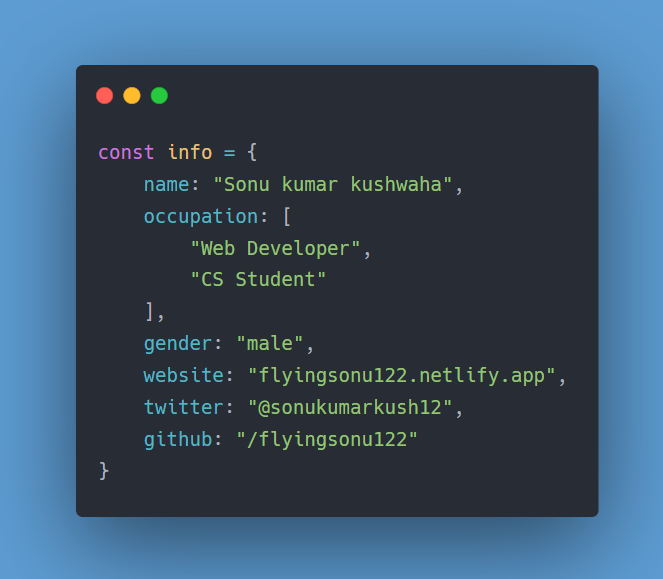 const info = {
    name: "Sonu kumar kushwaha",
    occupation: [
        "Web Developer",
        "CS Student"
    ],
    gender: "male",
    website: "flyingsonu122.netlify.app",
    twitter: "@sonukumarkush12",
    github: "/flyingsonu122"
}